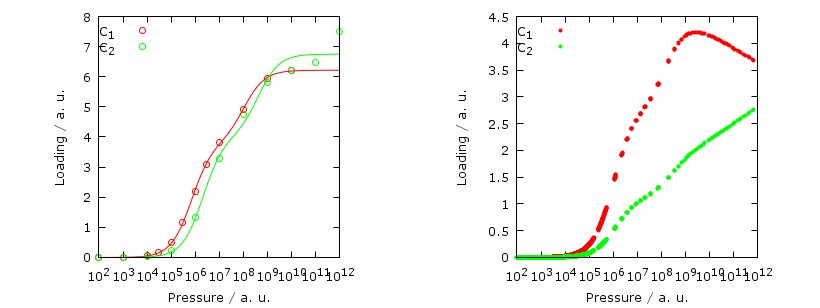 8
7
6
5
4
3
2
1
0
C₁
C₂
Loading / a. u.
10² 10³ 10⁴ 10⁵ 10⁶ 10⁷ 10⁸ 10⁹ 10¹⁰ 10¹¹ 10¹²
Pressure / a. u.
4.5
4
3.5
3
2.5
2
1.5
1
0.5
0
C₁
C₂
Loading / a. u.
10² 10³ 10⁴ 10⁵ 10⁶ 10⁷ 10⁸ 10⁹ 10¹⁰ 10¹¹ 10¹²
Pressure / a. u.